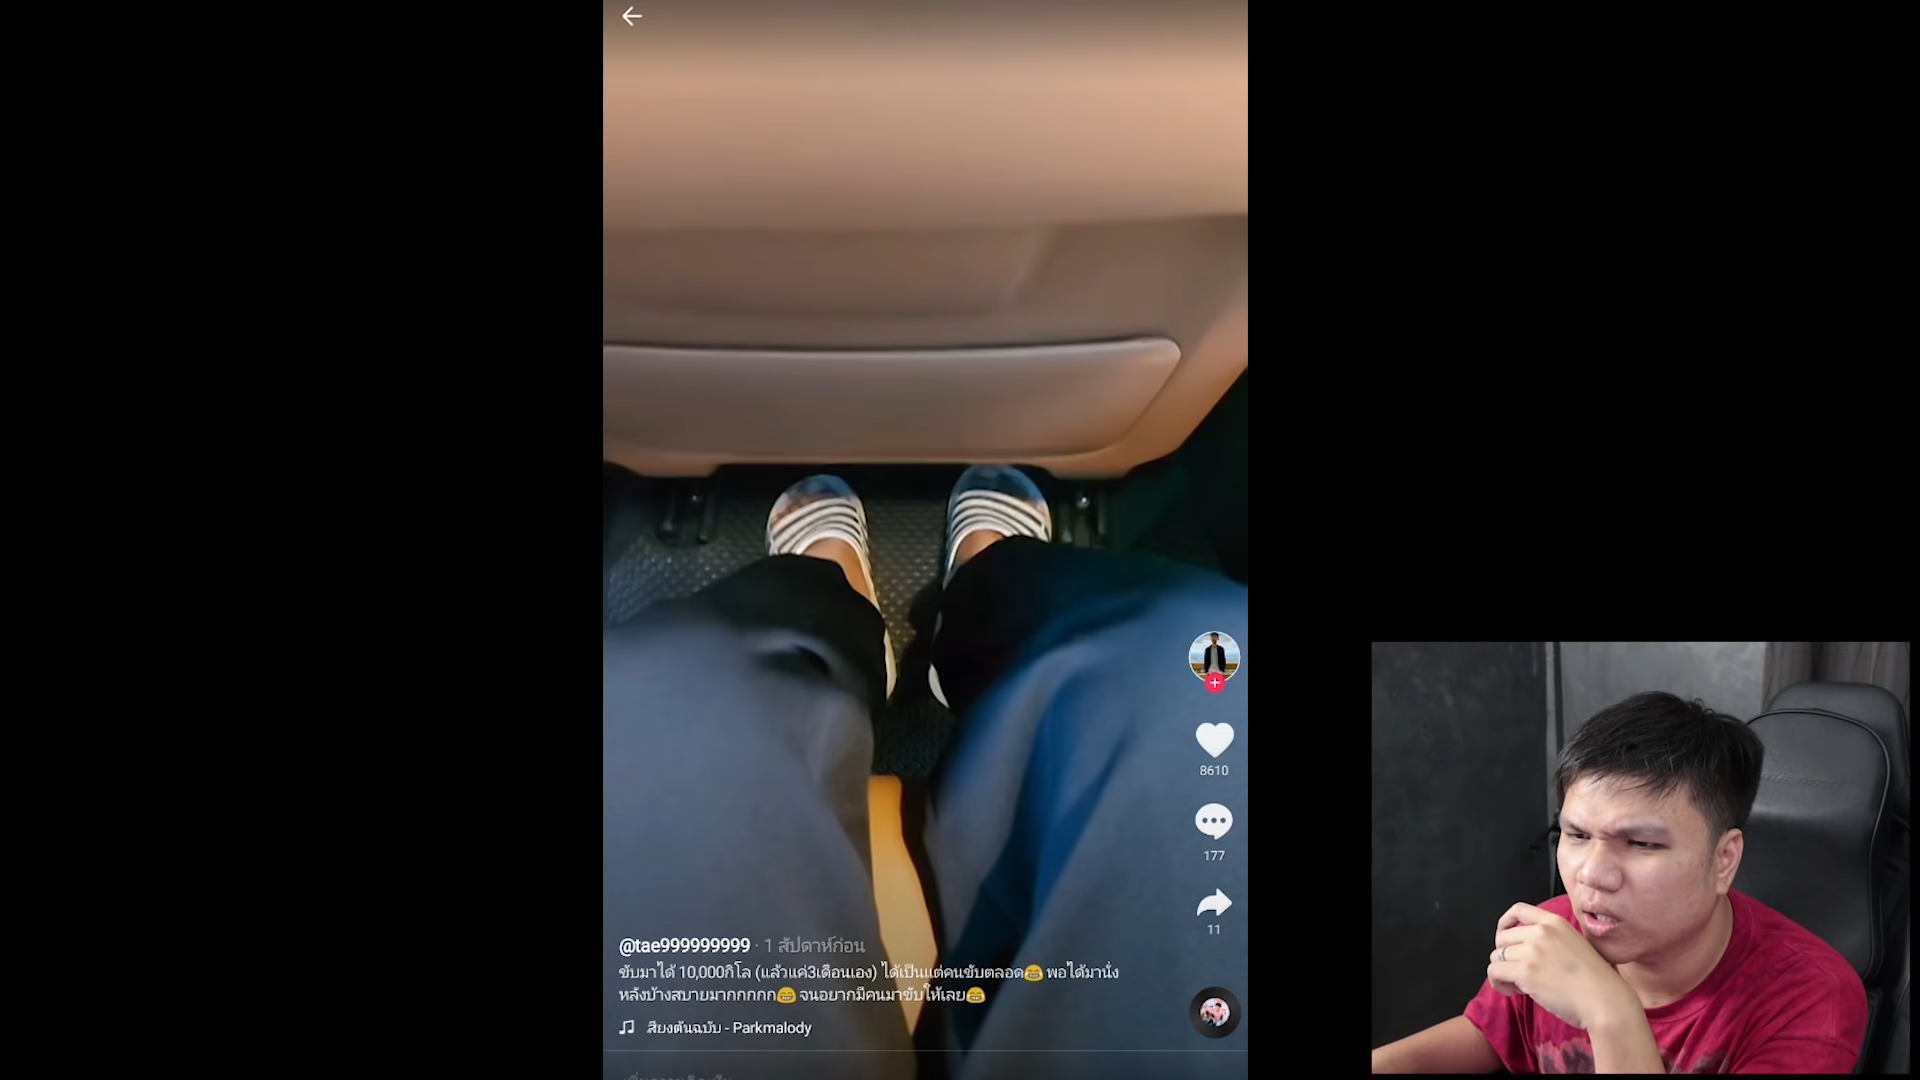 8610
177
11
@tae999999999 · 1 สัปดาห์ก่อน
ขับมาได้ 10,000กิโล (แล้วแค่3เดือนเอง) ได้เป็นแต่คนขับตลอด😂 พอได้มานั่ง
หลังบ้างสบายมากกกกก😁 จนอยากมีคนมาขับให้เลย😂
สียงต้นฉบับ - Parkmalody